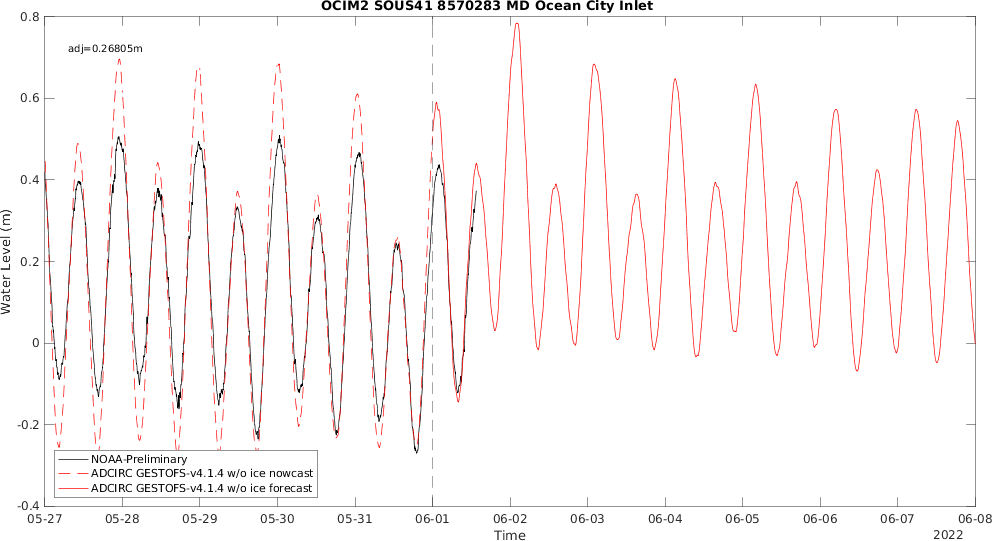 OCIM2 SOUS41 8570283 MD Ocean City Inlet
adj=0.26805m
0.8
0.6
0.4
0.2
0
-0.2
-0.4
Water Level (m)
NOAA-Preliminary
ADCIRC GESTOFS-v4.1.4 w/o ice nowcast
ADCIRC GESTOFS-v4.1.4 w/o ice forecast
05-27 05-28 05-29 05-30 05-31 06-01 06-02 06-03 06-04 06-05 06-06 06-07 06-08
Time
2022